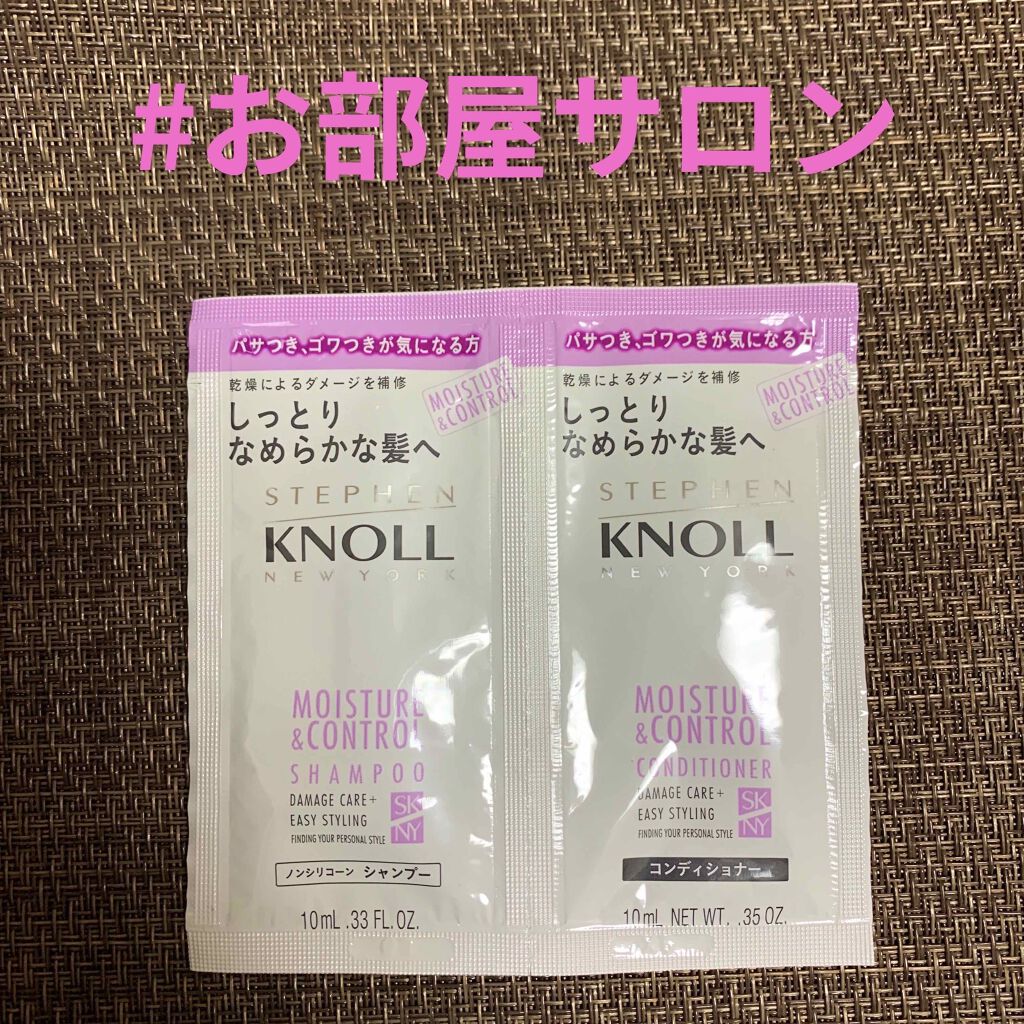 #お部屋サロン
パサつき、ゴワつきが気になる方
乾燥によるダメージを補修
しっとり
なめらかな髪へ
MOISTURE
&CONTROL
STEPHEN
KNOLL
NEW YORK
MOISTURE
&CONTROL
SHAMPOO
DAMAGE CARE+
EASY STYLING
FINDING YOUR PERSONAL STYLE
SK
NY
ノンシリコーン シャンプー
10mL .33 FL. OZ.
パサつき、ゴワつきが気になる方
乾燥によるダメージを補修
しっとり
なめらかな髪へ
MOISTURE
&CONTROL
STEPHEN
KNOLL
NEW YORK
MOISTURE
&CONTROL
CONDITIONER
DAMAGE CARE+
EASY STYLING
FINDING YOUR PERSONAL STYLE
SK
NY
コンディショナー
10mL NET WT. .35 OZ.